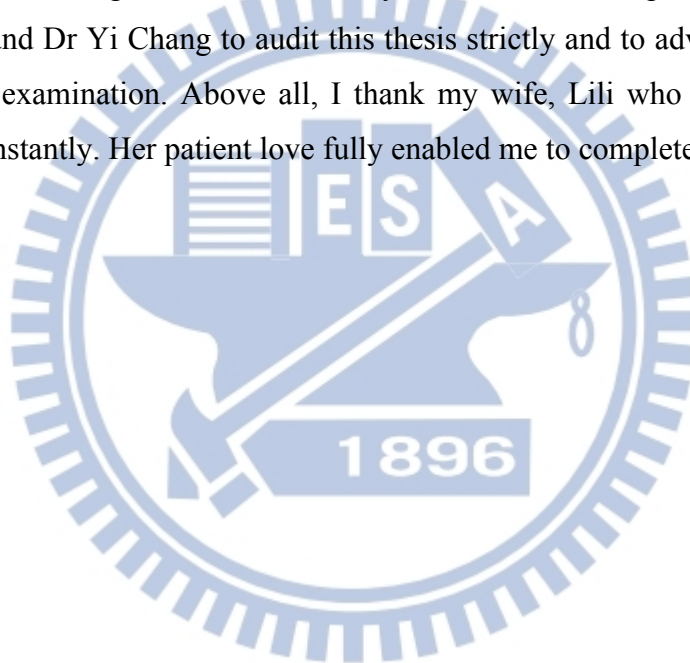 and Dr Yi Chang to audit this thesis strictly and to adv
examination. Above all, I thank my wife, Lili who
nstantly. Her patient love fully enabled me to complete
E S A
1896